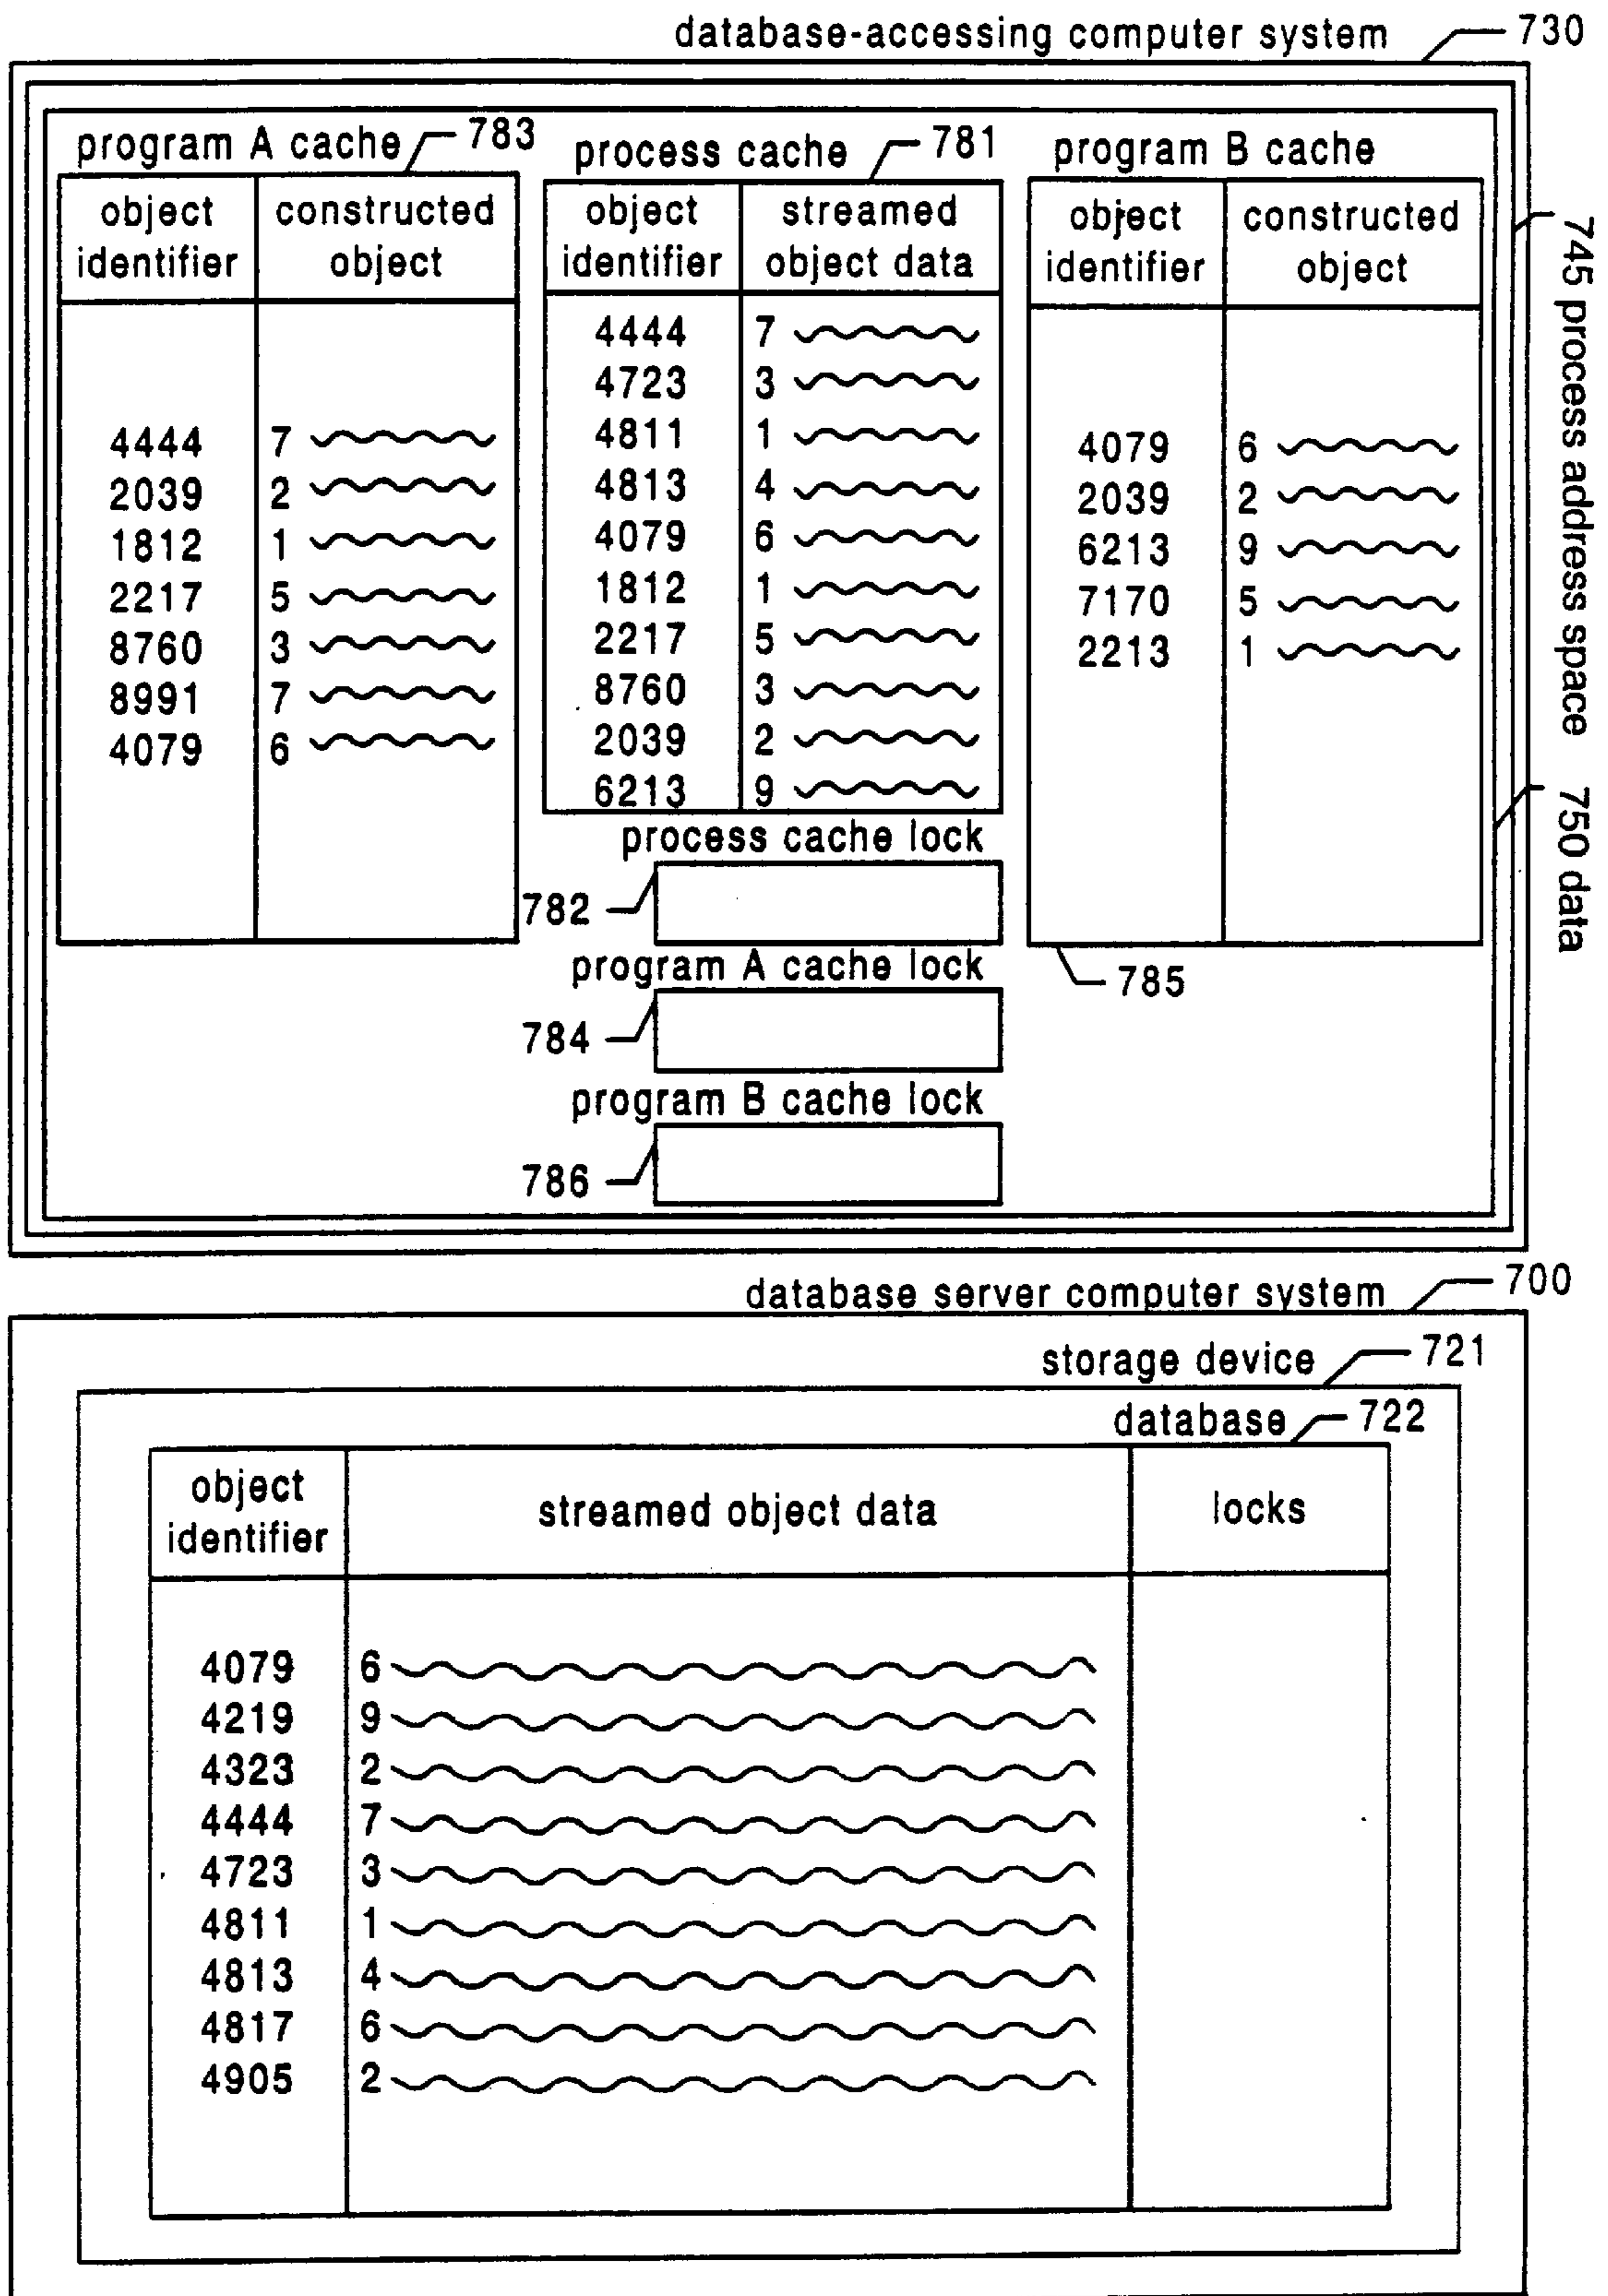 database-accessing computer system 730
program A cache 783
object identifier constructed object
4444 7
2039 2
1812 1
2217 5
8760 3
8991 7
4079 6
process cache 781
object identifier streamed object data
4444 7
4723 3
4811 1
4813 4
4079 6
1812 1
2217 5
8760 3
2039 2
6213 9
program B cache
object identifier constructed object
4079 6
2039 2
6213 9
7170 5
2213 1
785
745 process address space
750 data
process cache lock
782
program A cache lock
784
program B cache lock
786
database server computer system 700
storage device 721
database 722
object identifier streamed object data locks
4079 6
4219 9
4323 2
4444 7
4723 3
4811 1
4813 4
4817 6
4905 2